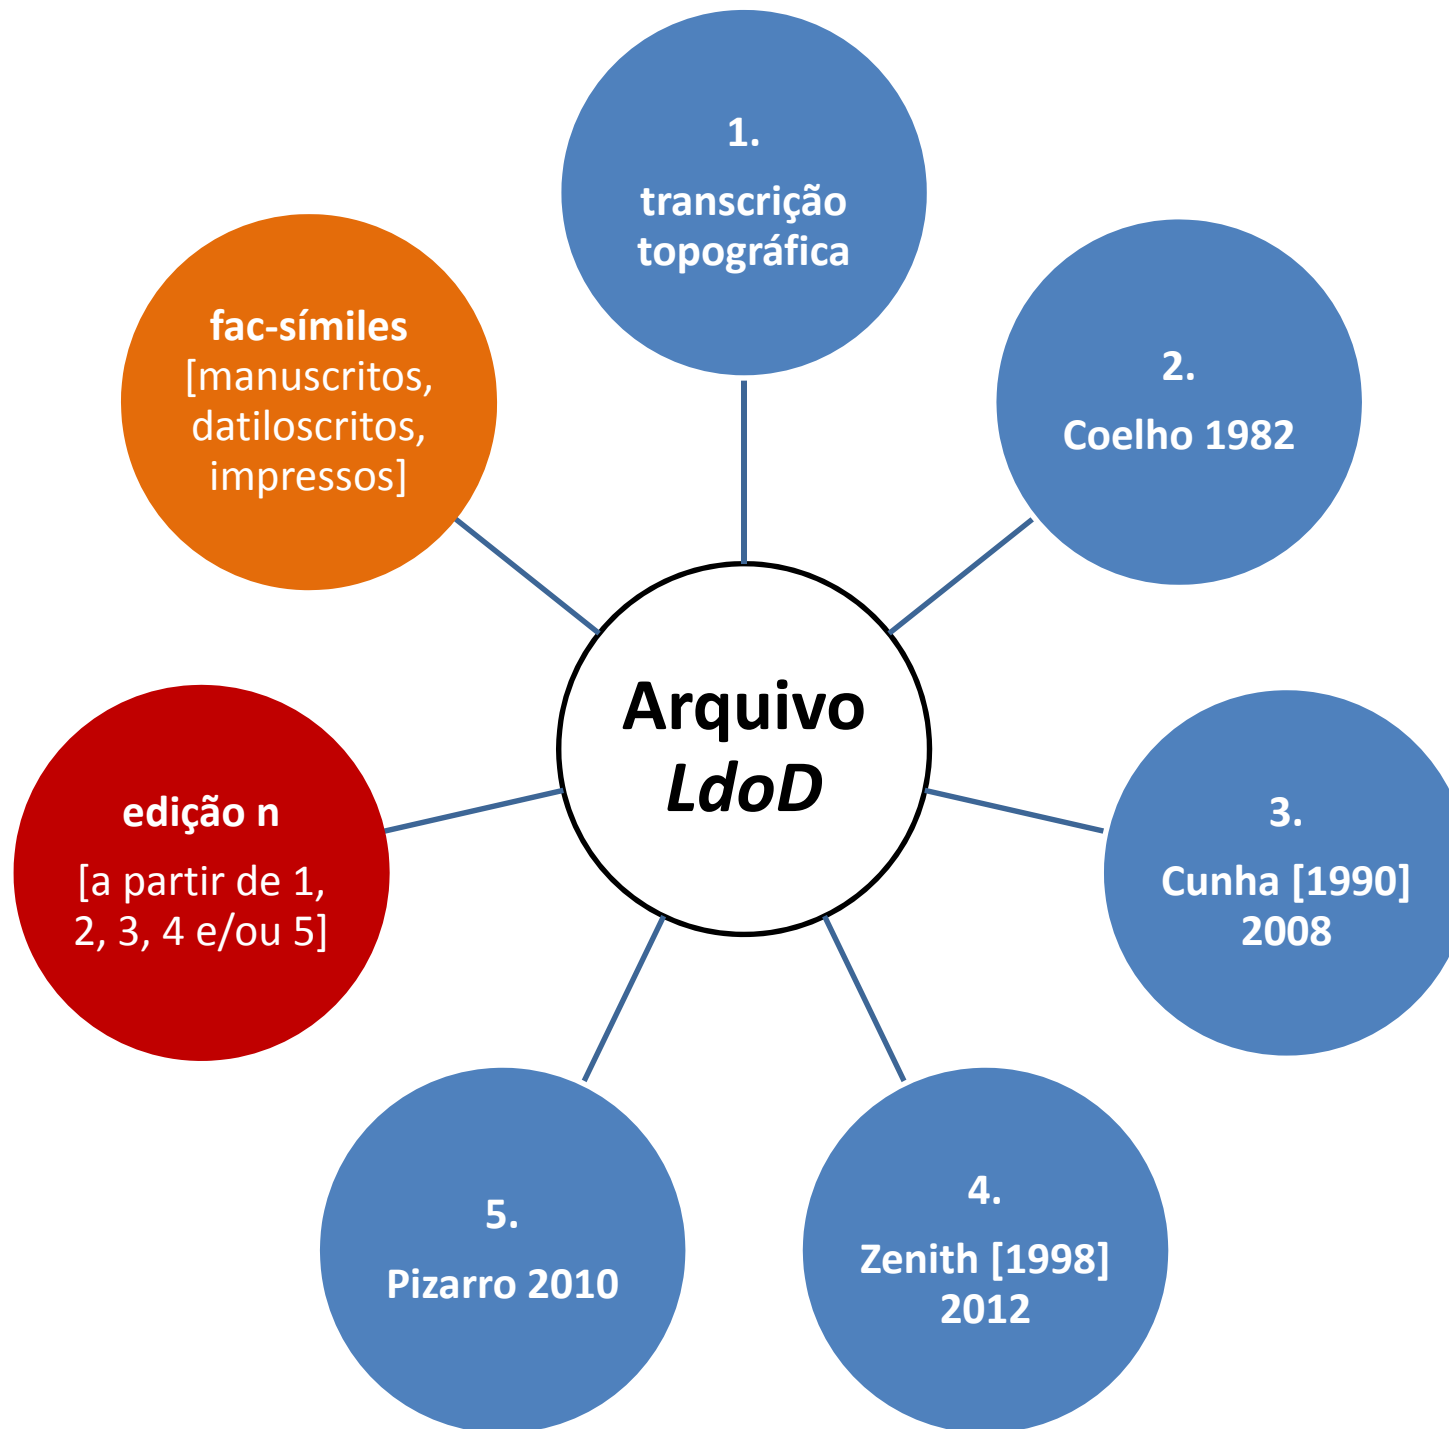 Arquivo
LdoD
1.
transcrição
topográfica
2.
Coelho 1982
3.
Cunha [1990]
2008
4.
Zenith [1998]
2012
5.
Pizarro 2010
edição n
[a partir de 1,
2, 3, 4 e/ou 5]
fac-símiles
[manuscritos,
datiloscritos,
impressos]